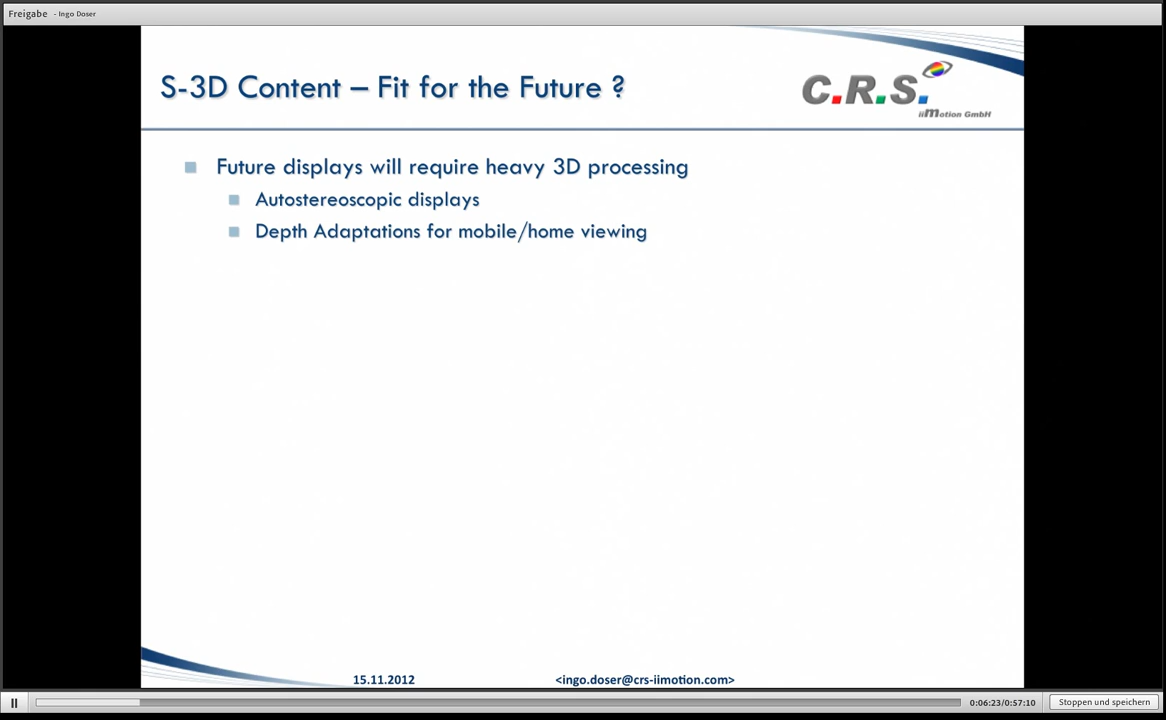 Freigabe - Ingo Doser
S-3D Content – Fit for the Future ?
C.R.S.
iiMotion GmbH
Future displays will require heavy 3D processing
Autostereoscopic displays
Depth Adaptations for mobile/home viewing
15.11.2012
<ingo.doser@crs-iimotion.com>
0:06:23/0:57:10
Stoppen und speichern